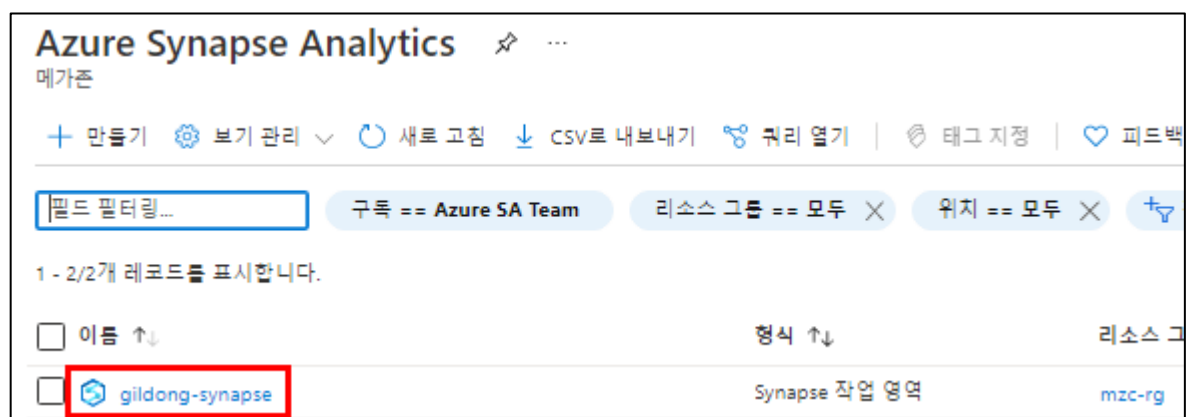 Azure Synapse Analytics
메가존
만들기 보기 관리 새로 고침 CSV로 내보내기 쿼리 열기 태그 지정 피드백
필드 필터링... 구독 == Azure SA Team 리소스 그룹 == 모두 위치 == 모두
1 - 2/2개 레코드를 표시합니다.
이름 형식 리소스 그
gildong-synapse Synapse 작업 영역 mzc-rg